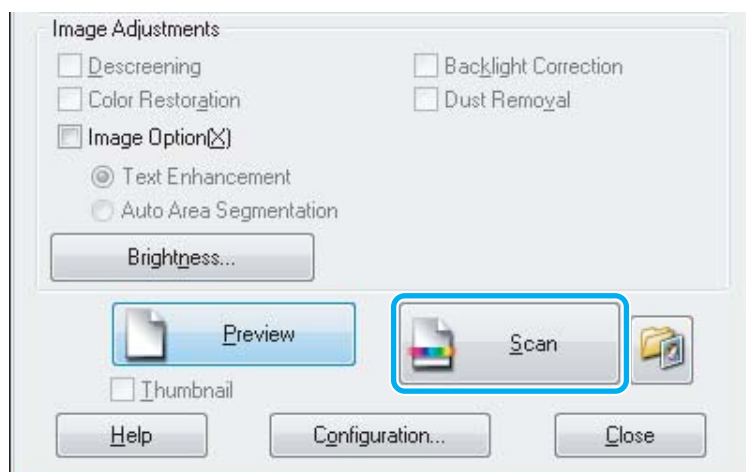 Image Adjustments
Descreening
Backlight Correction
Color Restoration
Dust Removal
Image Option(X)
Text Enhancement
Auto Area Segmentation
Brightness...
Preview
Scan
Thumbnail
Help
Configuration...
Close